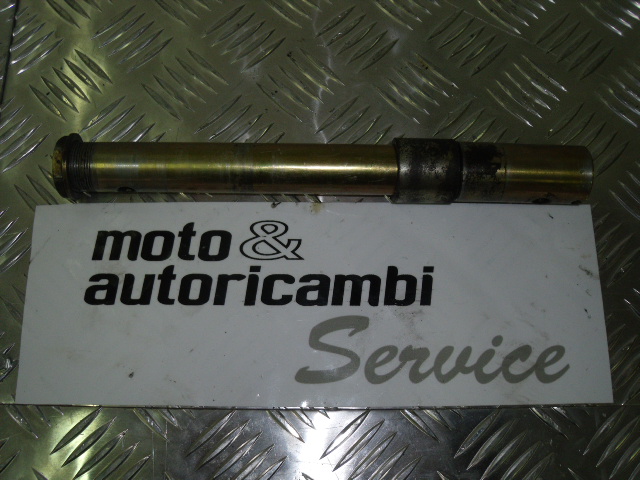 moto &
autoricambi
Service